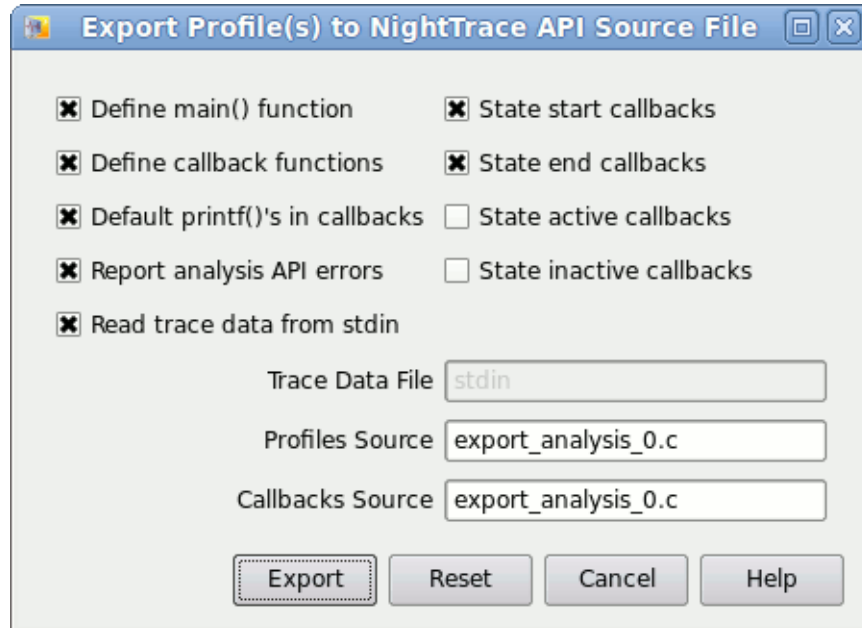 Export Profile(s) to NightTrace API Source File
Define main() function State start callbacks
Define callback functions State end callbacks
Default printf()'s in callbacks State active callbacks
Report analysis API errors State inactive callbacks
Read trace data from stdin
Trace Data File stdin
Profiles Source export_analysis_0.c
Callbacks Source export_analysis_0.c
Export Reset Cancel Help